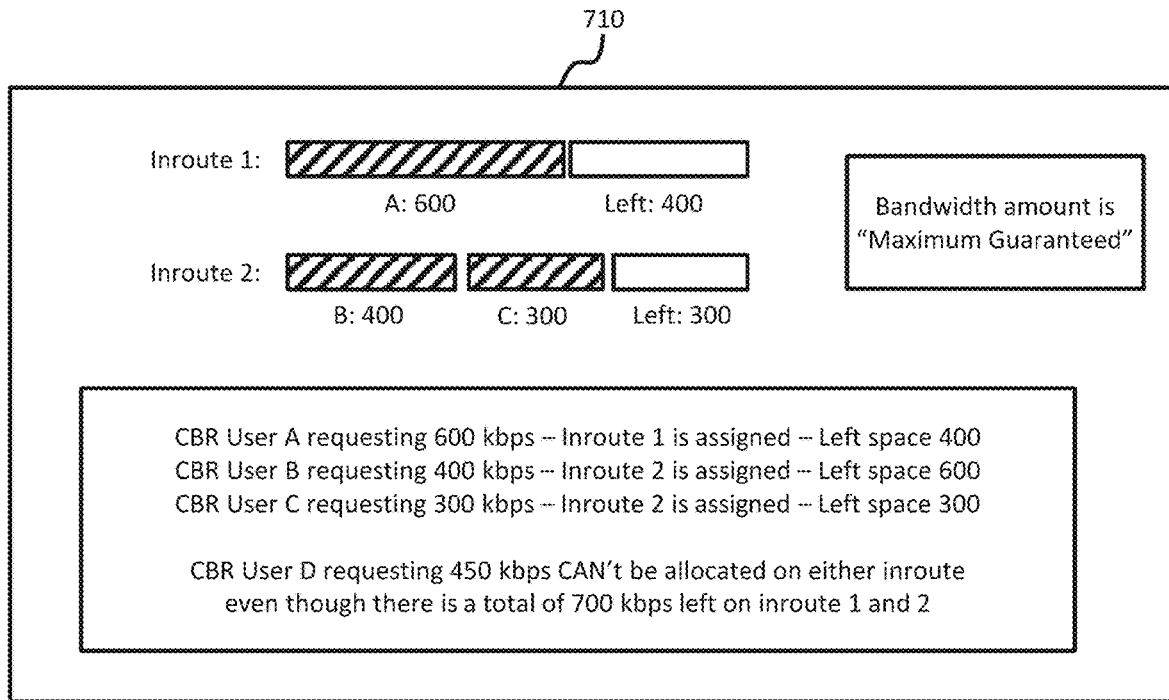 710
Inroute 1:
A: 600 Left: 400
Bandwidth amount is
“Maximum Guaranteed”
Inroute 2:
B: 400 C: 300 Left: 300
CBR User A requesting 600 kbps – Inroute 1 is assigned – Left space 400
CBR User B requesting 400 kbps – Inroute 2 is assigned – Left space 600
CBR User C requesting 300 kbps – Inroute 2 is assigned – Left space 300
CBR User D requesting 450 kbps CAN’t be allocated on either inroute
even though there is a total of 700 kbps left on inroute 1 and 2